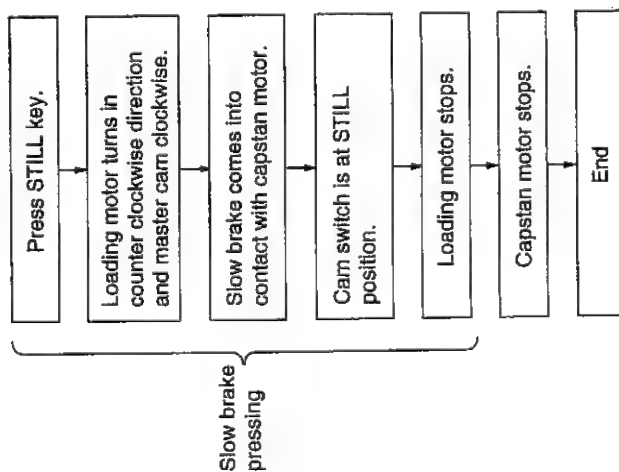 Press STILL key.
Loading motor turns in
counter clockwise direction
and master cam clockwise.
Slow brake comes into
contact with capstan motor.
Cam switch is at STILL
position.
Loading motor stops.
Capstan motor stops.
End
Slow brake
pressing